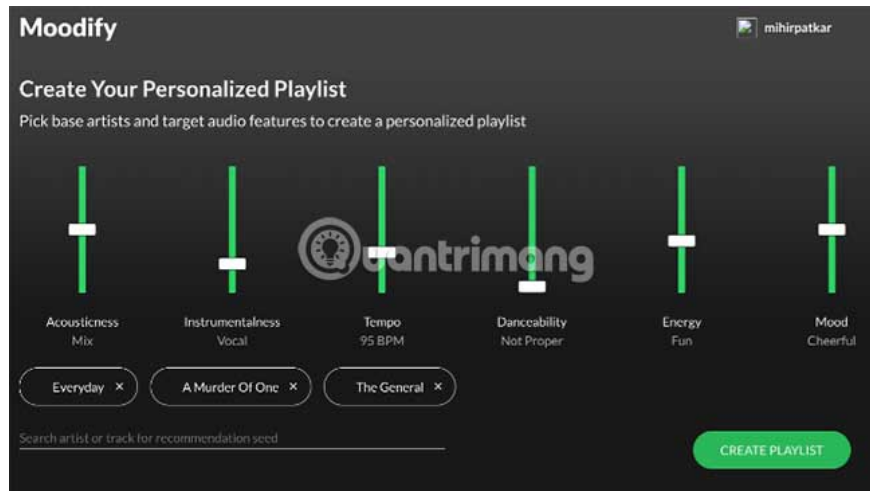 Moodify
mihirpatkar
Create Your Personalized Playlist
Pick base artists and target audio features to create a personalized playlist
uantrimang
Acousticness Instrumentalness Tempo Danceability Energy Mood
Mix Vocal 95 BPM Not Proper Fun Cheerful
Everyday × A Murder Of One × The General ×
Search artist or track for recommendation seed
CREATE PLAYLIST